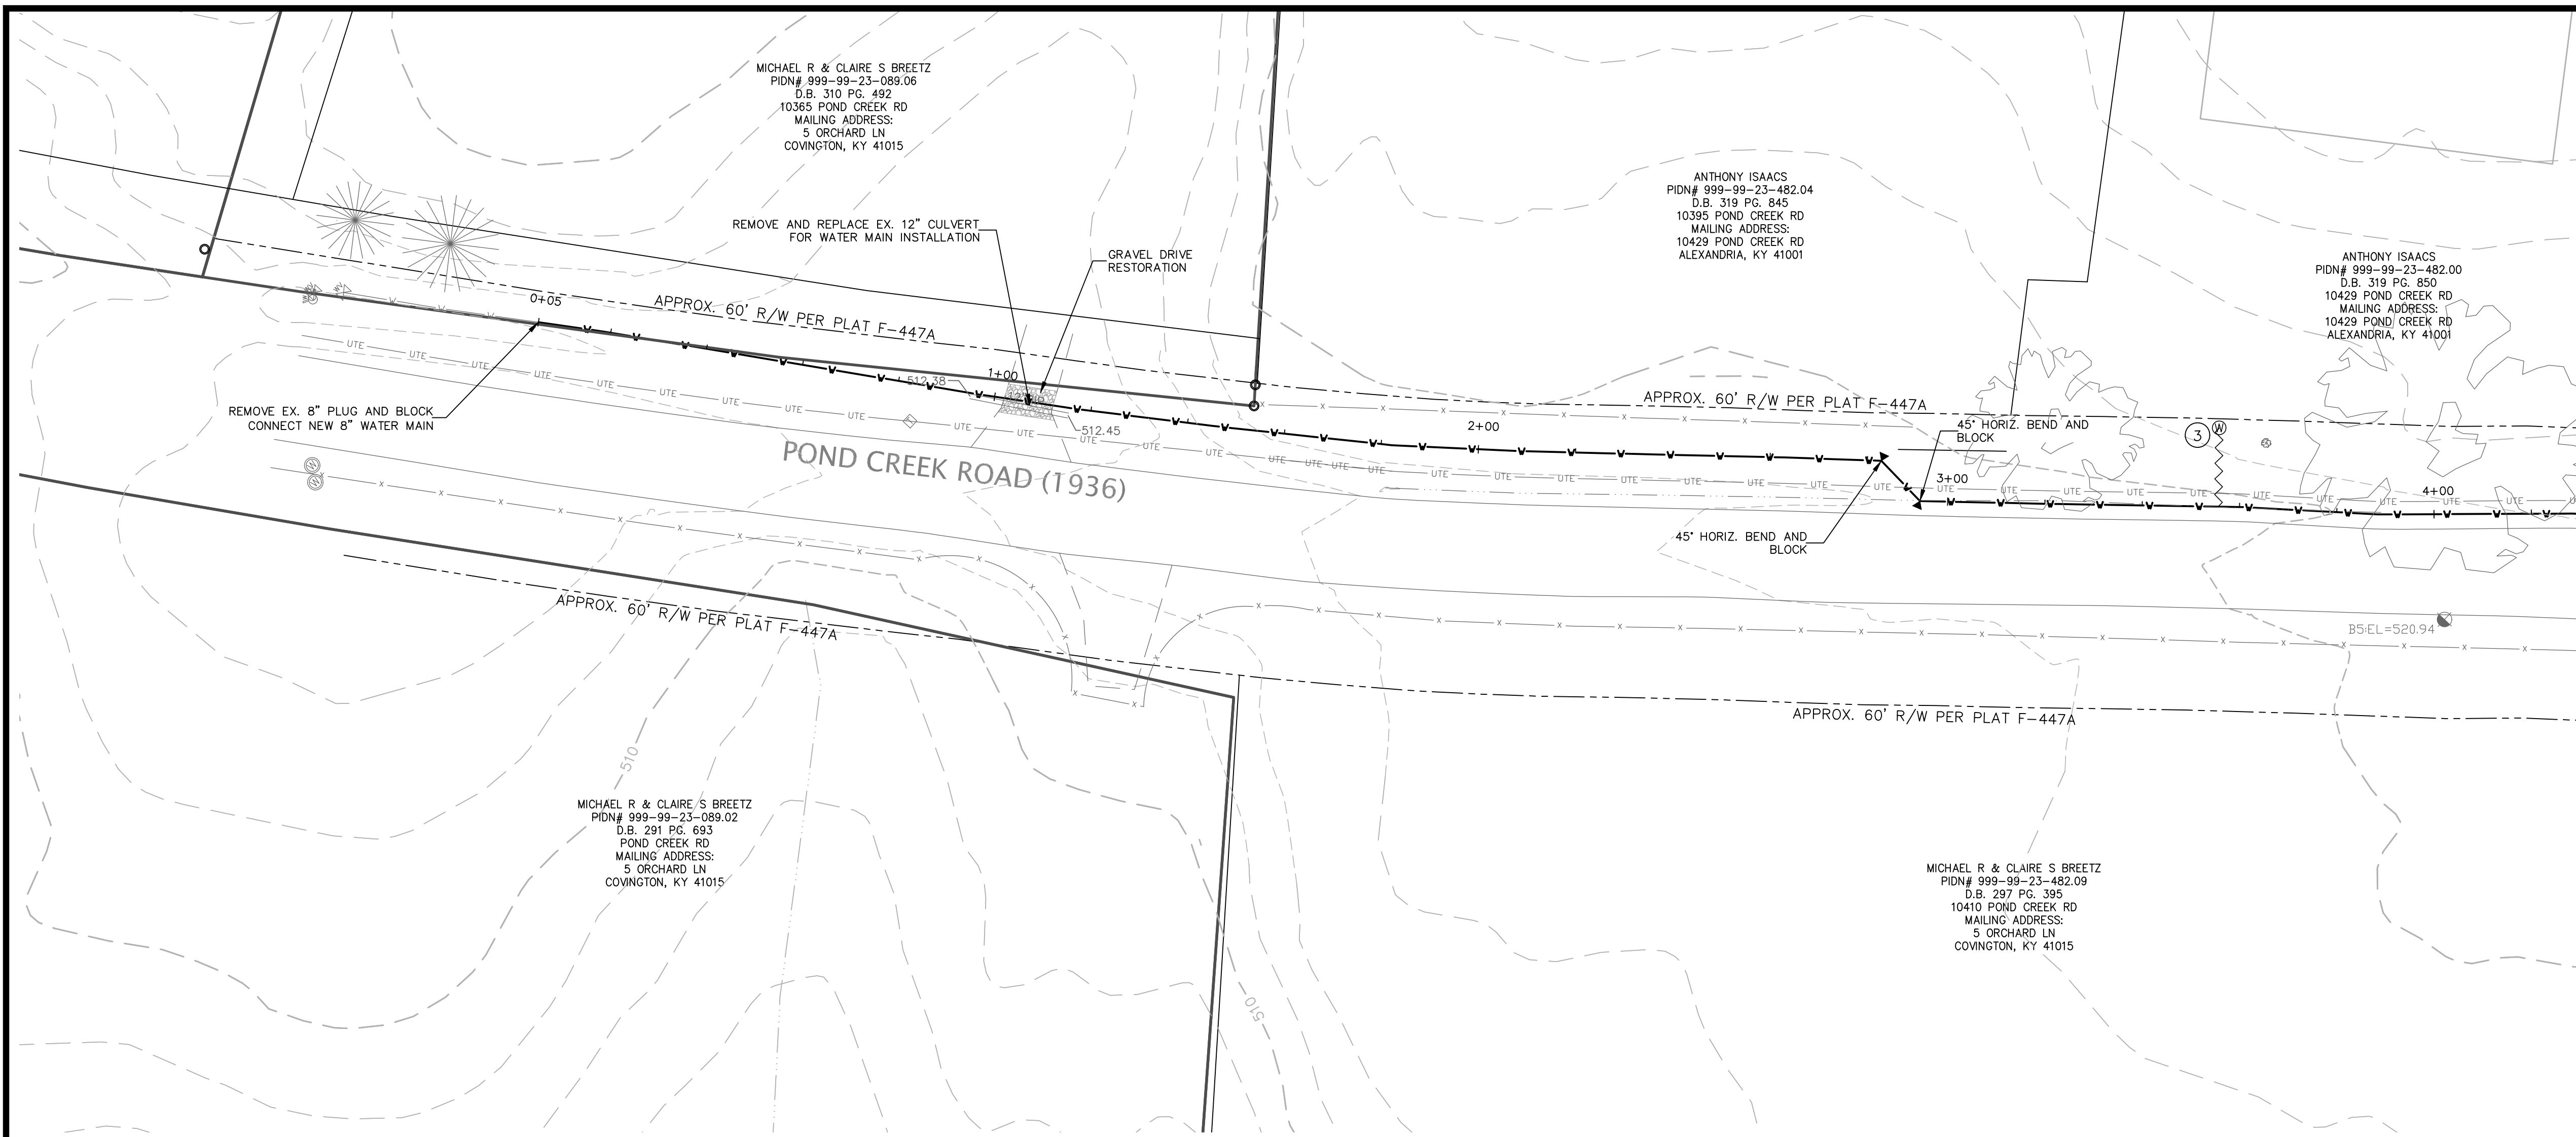 MICHAEL R & CLAIRE S BREETZ
PIDN# 999-99-23-089.06
D.B. 310 PG. 492
10365 POND CREEK RD
MAILING ADDRESS:
5 ORCHARD LN
COVINGTON, KY 41015
ANTHONY ISAACS
PIDN# 999-99-23-482.04
D.B. 319 PG. 845
10395 POND CREEK RD
MAILING ADDRESS:
10429 POND CREEK RD
ALEXANDRIA, KY 41001
ANTHONY ISAACS
PIDN# 999-99-23-482.00
D.B. 319 PG. 850
10429 POND CREEK RD
MAILING ADDRESS:
10429 POND CREEK RD
ALEXANDRIA, KY 41001
REMOVE AND REPLACE EX. 12" CULVERT
FOR WATER MAIN INSTALLATION
GRAVEL DRIVE
RESTORATION
0+05
APPROX. 60' R/W PER PLAT F-447A
1+00
512.38
512.45
REMOVE EX. 8" PLUG AND BLOCK
CONNECT NEW 8" WATER MAIN
POND CREEK ROAD (1936)
2+00
APPROX. 60' R/W PER PLAT F-447A
45° HORIZ. BEND AND
BLOCK
3
W
3+00
4+00
45° HORIZ. BEND AND
BLOCK
UTE
APPROX. 60' R/W PER PLAT F-447A
B5:EL=520.94
APPROX. 60' R/W PER PLAT F-447A
510
MICHAEL R & CLAIRE S BREETZ
PIDN# 999-99-23-089.02
D.B. 291 PG. 693
POND CREEK RD
MAILING ADDRESS:
5 ORCHARD LN
COVINGTON, KY 41015
MICHAEL R & CLAIRE S BREETZ
PIDN# 999-99-23-482.09
D.B. 297 PG. 395
10410 POND CREEK RD
MAILING ADDRESS:
5 ORCHARD LN
COVINGTON, KY 41015
510